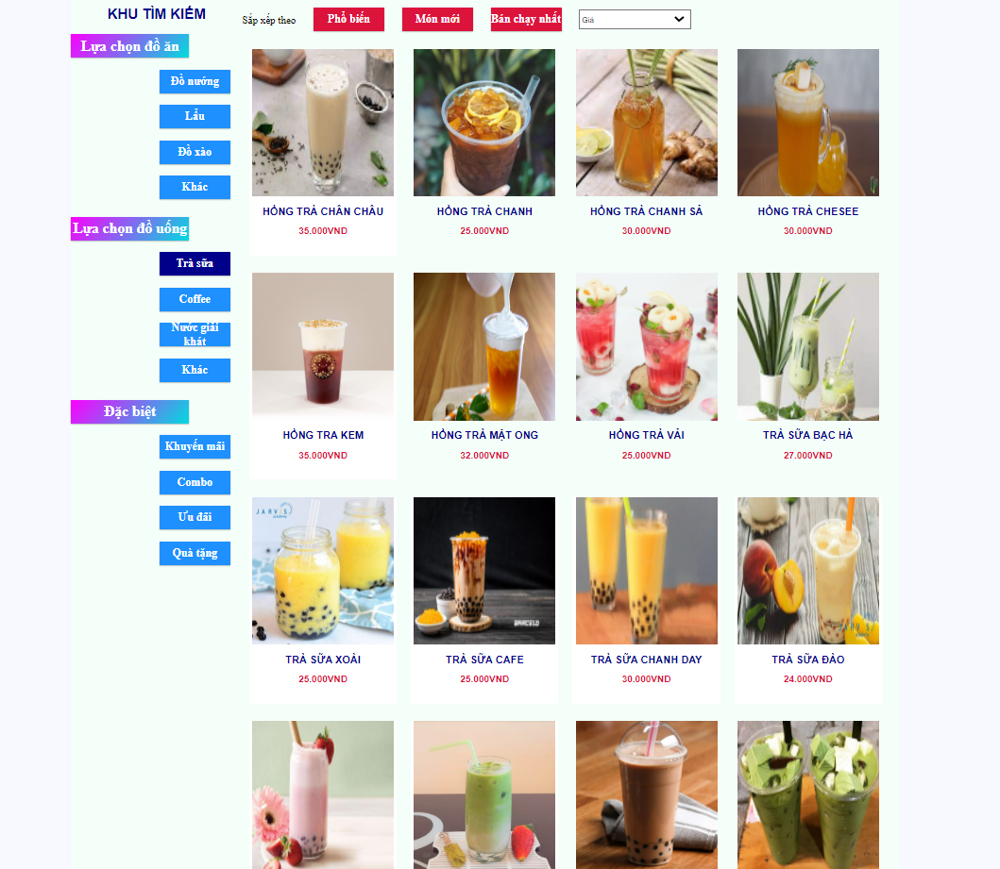 KHU TÌM KIẾM
Lựa chọn đồ ăn
Đồ nướng
Lẩu
Đồ xào
Khác
Lựa chọn đồ uống
Trà sữa
Coffee
Nước giải
khát
Khác
Đặc biệt
Khuyến mãi
Combo
Ưu đãi
Quà tặng
Sắp xếp theo
Phổ biến
Món mới
Bán chạy nhất
Giá
HỒNG TRÀ CHÂN CHÂU
35.000VND
HỒNG TRÀ CHANH
25.000VND
HỒNG TRÀ CHANH SẢ
30.000VND
HỒNG TRÀ CHESEE
30.000VND
HỒNG TRA KEM
35.000VND
HỒNG TRÀ MẬT ONG
32.000VND
HỒNG TRÀ VẢI
25.000VND
TRÀ SỮA BẠC HÀ
27.000VND
JARVIS
TRÀ SỮA XOÀI
25.000VND
BARCELO
TRÀ SỮA CAFE
25.000VND
TRÀ SỮA CHANH DAY
30.000VND
JARVIS
TRÀ SỮA ĐÀO
24.000VND